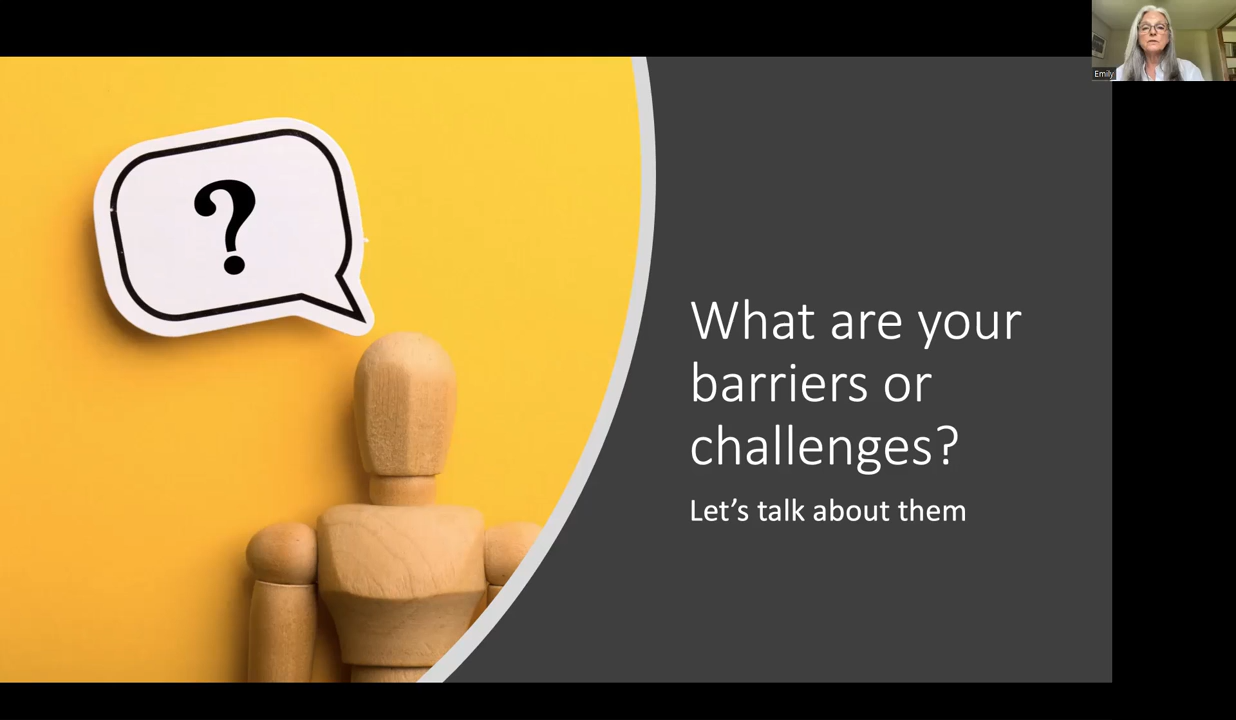 Emily
?
What are your
barriers or
challenges?
Let's talk about them